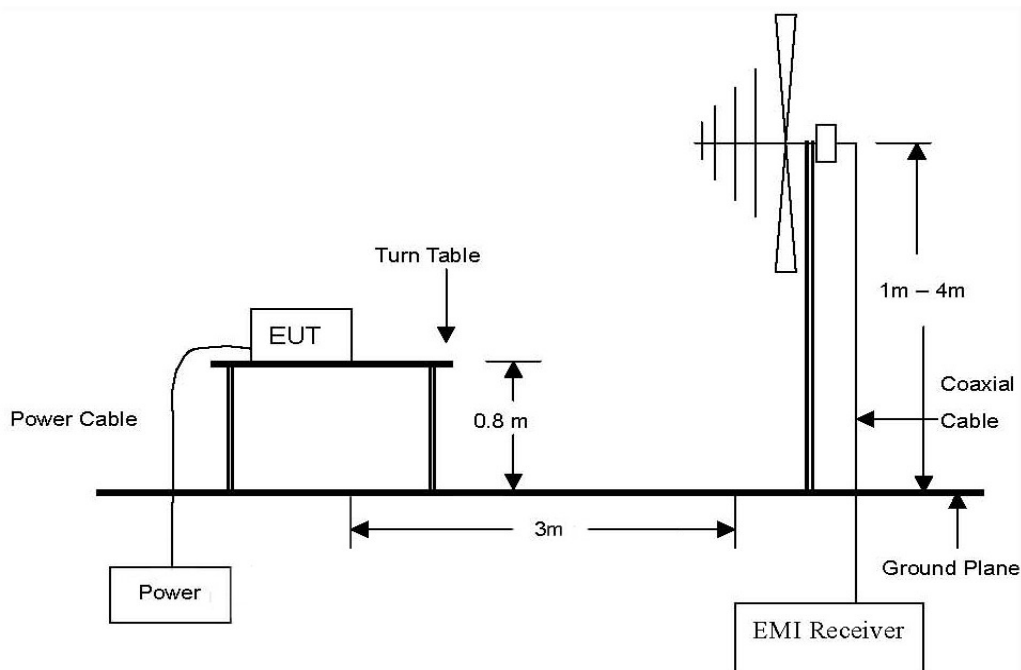 Turn Table
1m – 4m
EUT
Coaxial
Cable
Power Cable
0.8 m
3m
Ground Plane
Power
EMI Receiver